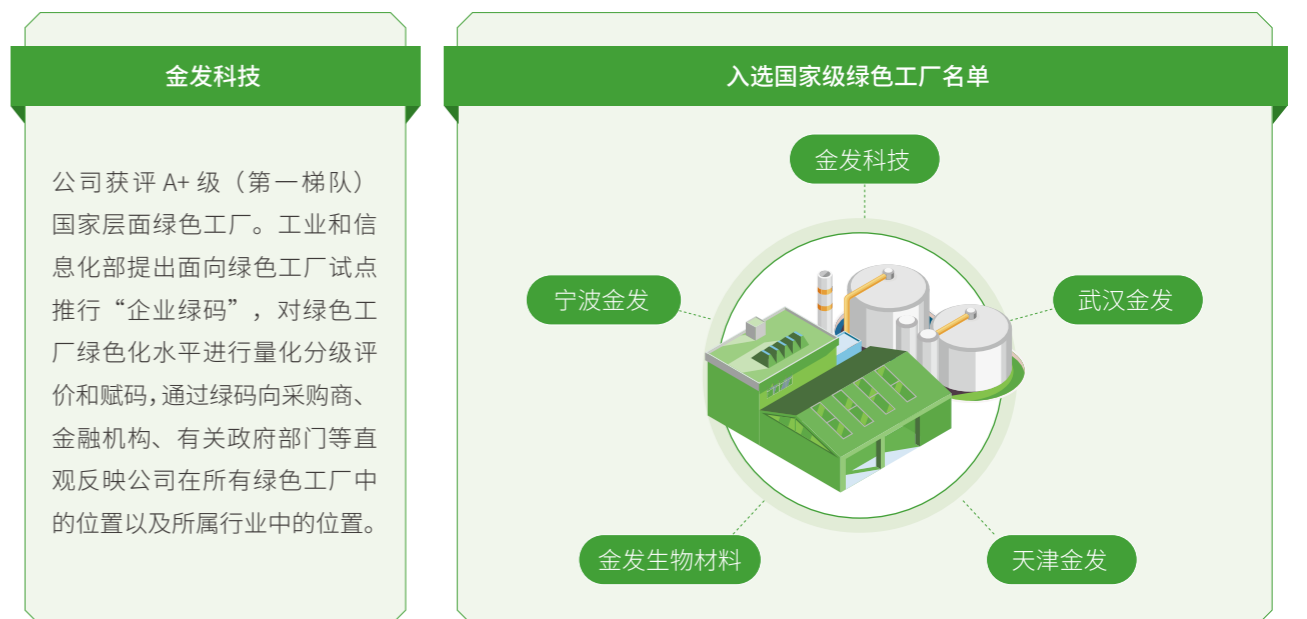 金发科技
公司获评 A+ 级（第一梯队）
国家层面绿色工厂。工业和信
息化部提出面向绿色工厂试点
推行“企业绿码”，对绿色工
厂绿色化水平进行量化分级评
价和赋码，通过绿码向采购商、
金融机构、有关政府部门等直
观反映公司在所有绿色工厂中
的位置以及所属行业中的位置。
入选国家级绿色工厂名单
金发科技
宁波金发
武汉金发
金发生物材料
天津金发